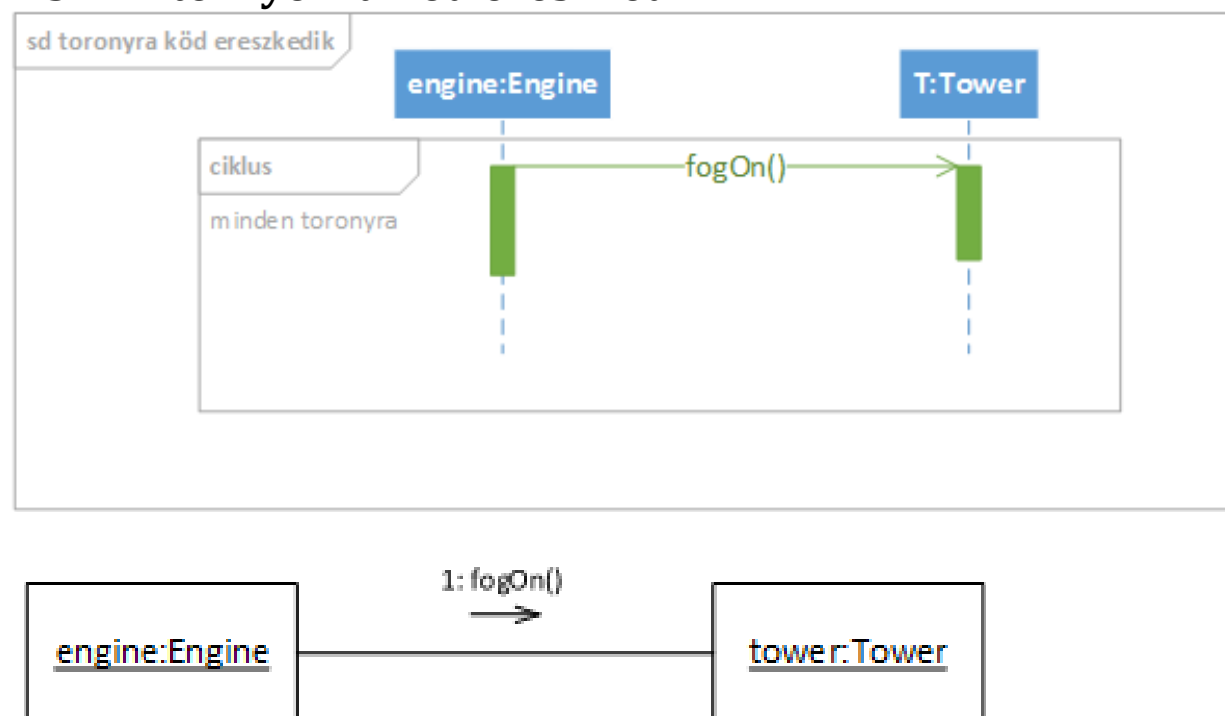 sd toronyra köd ereszkedik
engine:Engine
T:Tower
ciklus
fogOn()
minden toronyra
1: fogOn()
engine:Engine
tower:Tower